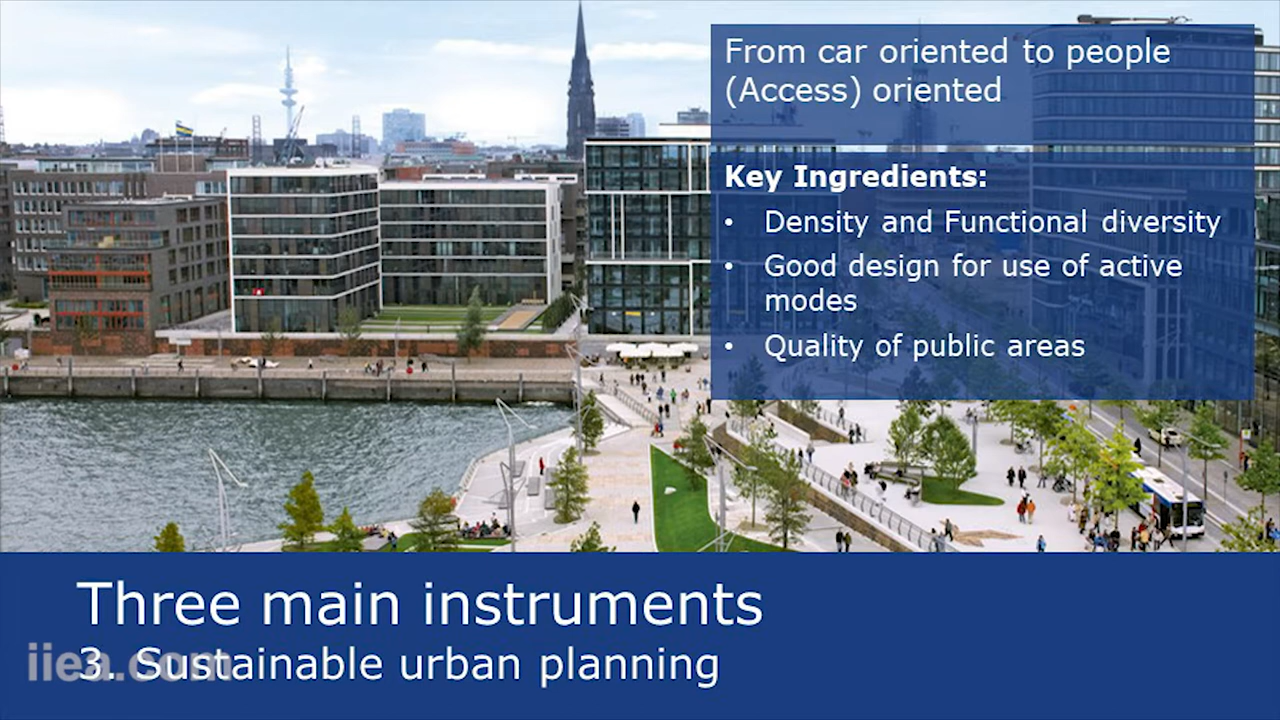 From car oriented to people
(Access) oriented
Key Ingredients:
• Density and Functional diversity
• Good design for use of active
modes
• Quality of public areas
Three main instruments
3. Sustainable urban planning
iiea.com